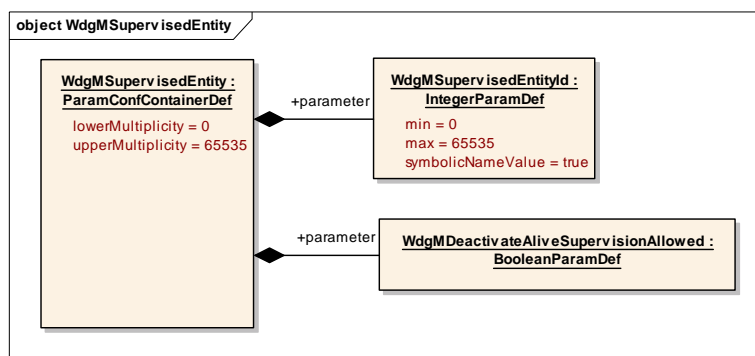 object WdgMSupervisedEntity
WdgMSupervisedEntity :
ParamConfContainerDef
lowerMultiplicity = 0
upperMultiplicity = 65535
+parameter
WdgMSupervisedEntityId :
IntegerParamDef
min = 0
max = 65535
symbolicNameValue = true
+parameter
WdgMDeactivateAliveSupervisionAllowed :
BooleanParamDef